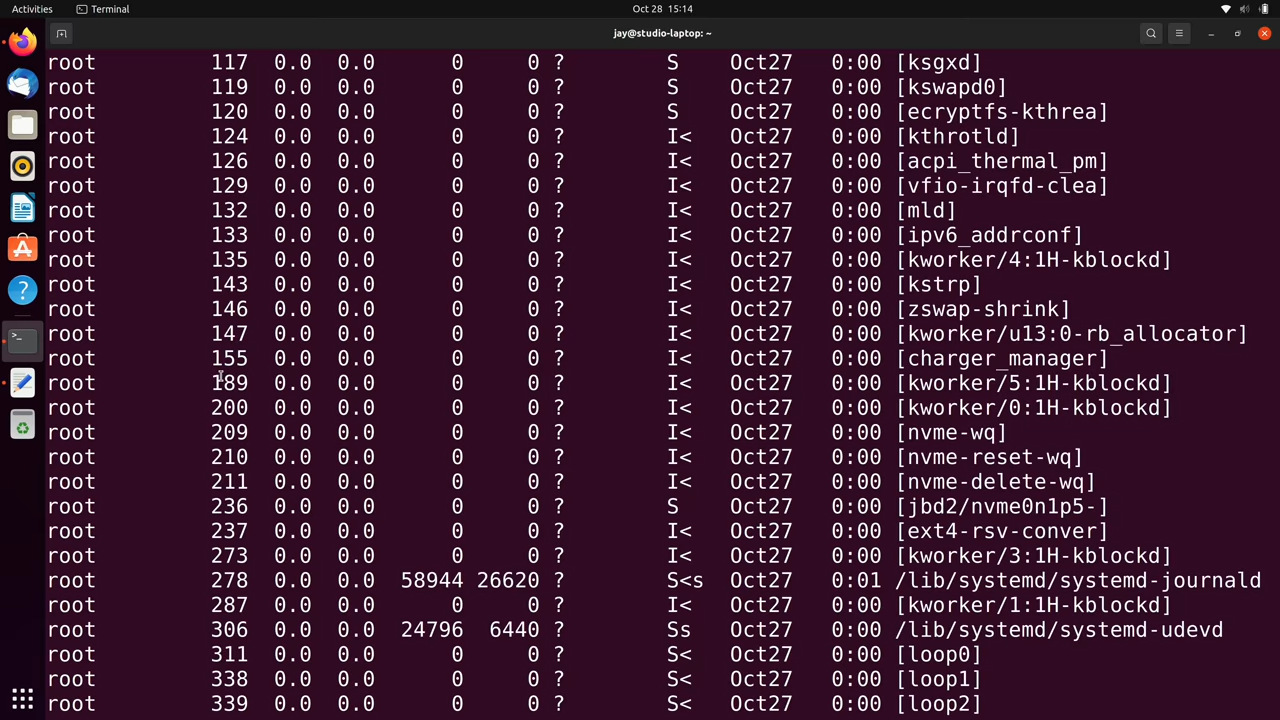 Activities Terminal Oct 28 15:14
jay@studio-laptop: ~
root 117 0.0 0.0 0 0 ? S Oct27 0:00 [ksgxd]
root 119 0.0 0.0 0 0 ? S Oct27 0:00 [kswapd0]
root 120 0.0 0.0 0 0 ? S Oct27 0:00 [ecryptfs-kthrea]
root 124 0.0 0.0 0 0 ? I< Oct27 0:00 [kthrotld]
root 126 0.0 0.0 0 0 ? I< Oct27 0:00 [acpi_thermal_pm]
root 129 0.0 0.0 0 0 ? I< Oct27 0:00 [vfio-irqfd-clea]
root 132 0.0 0.0 0 0 ? I< Oct27 0:00 [mld]
root 133 0.0 0.0 0 0 ? I< Oct27 0:00 [ipv6_addrconf]
root 135 0.0 0.0 0 0 ? I< Oct27 0:00 [kworker/4:1H-kblockd]
root 143 0.0 0.0 0 0 ? I< Oct27 0:00 [kstrp]
root 146 0.0 0.0 0 0 ? I< Oct27 0:00 [zswap-shrink]
root 147 0.0 0.0 0 0 ? I< Oct27 0:00 [kworker/u13:0-rb_allocator]
root 155 0.0 0.0 0 0 ? I< Oct27 0:00 [charger_manager]
root 189 0.0 0.0 0 0 ? I< Oct27 0:00 [kworker/5:1H-kblockd]
root 200 0.0 0.0 0 0 ? I< Oct27 0:00 [kworker/0:1H-kblockd]
root 209 0.0 0.0 0 0 ? I< Oct27 0:00 [nvme-wq]
root 210 0.0 0.0 0 0 ? I< Oct27 0:00 [nvme-reset-wq]
root 211 0.0 0.0 0 0 ? I< Oct27 0:00 [nvme-delete-wq]
root 236 0.0 0.0 0 0 ? S Oct27 0:00 [jbd2/nvme0n1p5-]
root 237 0.0 0.0 0 0 ? I< Oct27 0:00 [ext4-rsv-conver]
root 273 0.0 0.0 0 0 ? I< Oct27 0:00 [kworker/3:1H-kblockd]
root 278 0.0 0.0 58944 26620 ? S<s Oct27 0:01 /lib/systemd/systemd-journald
root 287 0.0 0.0 0 0 ? I< Oct27 0:00 [kworker/1:1H-kblockd]
root 306 0.0 0.0 24796 6440 ? Ss Oct27 0:00 /lib/systemd/systemd-udevd
root 311 0.0 0.0 0 0 ? S< Oct27 0:00 [loop0]
root 338 0.0 0.0 0 0 ? S< Oct27 0:00 [loop1]
root 339 0.0 0.0 0 0 ? S< Oct27 0:00 [loop2]